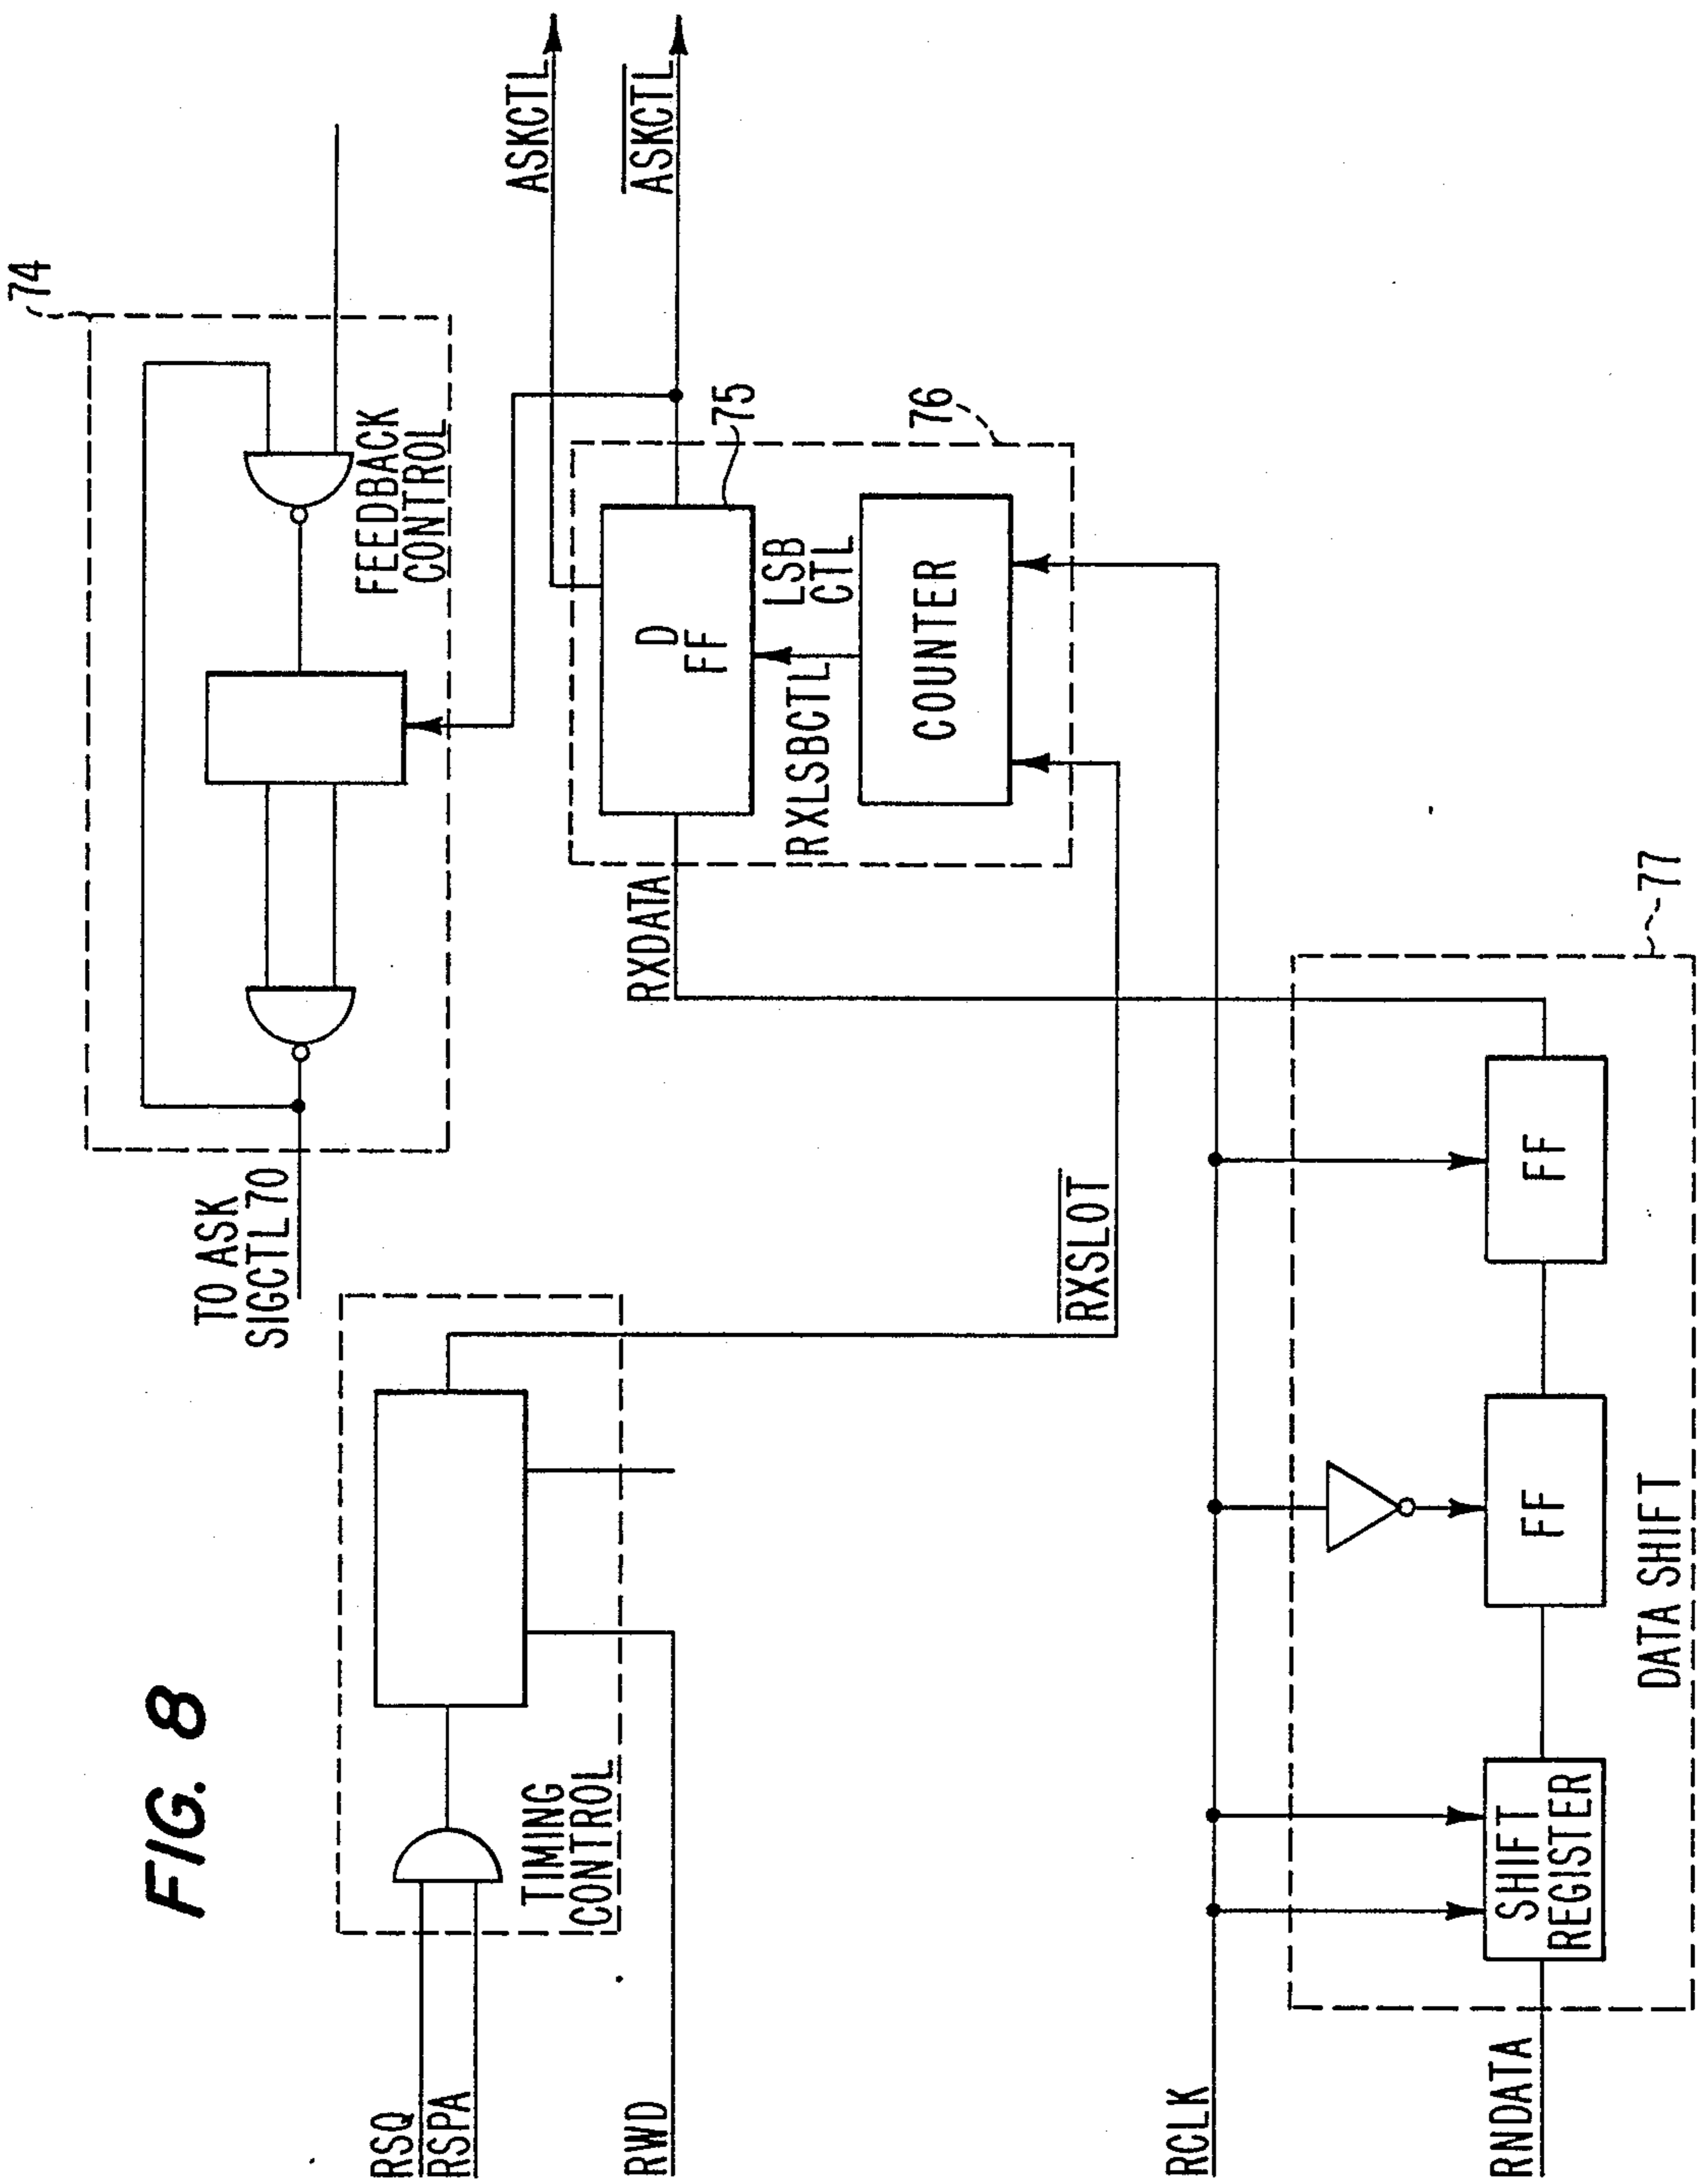 FIG. 8
RSQ
RSPA
TIMING
CONTROL
RWD
TO ASK
SIGCTL 70
74
FEEDBACK
CONTROL
ASKCTL
ASKCTL
75
76
D
FF
RXDATA
RXLSBCTL
LSB
CTL
COUNTER
RXSLOT
RCLK
RNDATA
SHIFT
REGISTER
FF
FF
DATA SHIFT
77